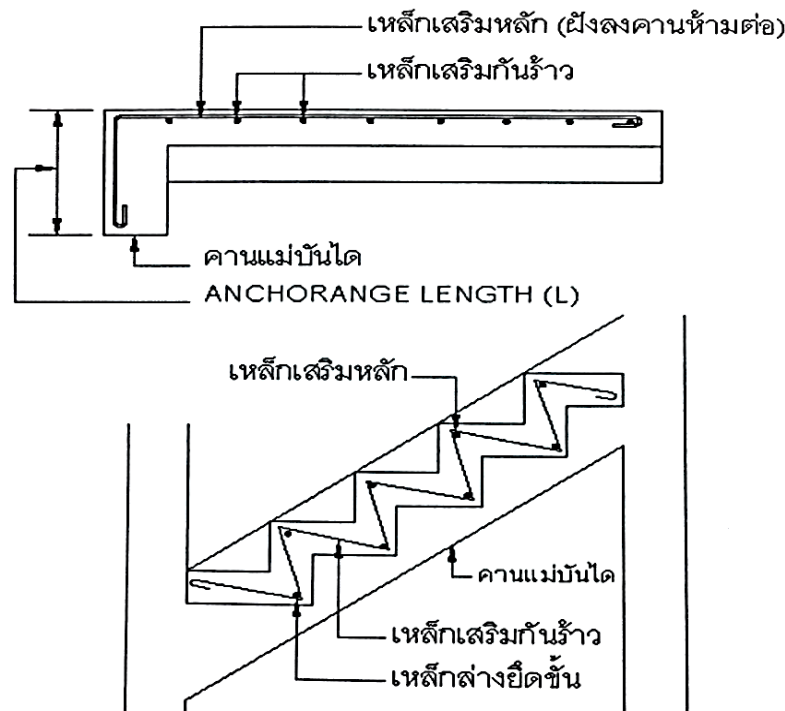 เหล็กเสริมหลัก (ฝังลงคานห้ามต่อ)
เหล็กเสริมกันร้าว
คานแม่บันได
ANCHORANGE LENGTH (L)
เหล็กเสริมหลัก
คานแม่บันได
เหล็กเสริมกันร้าว
เหล็กล่างยึดขั้น